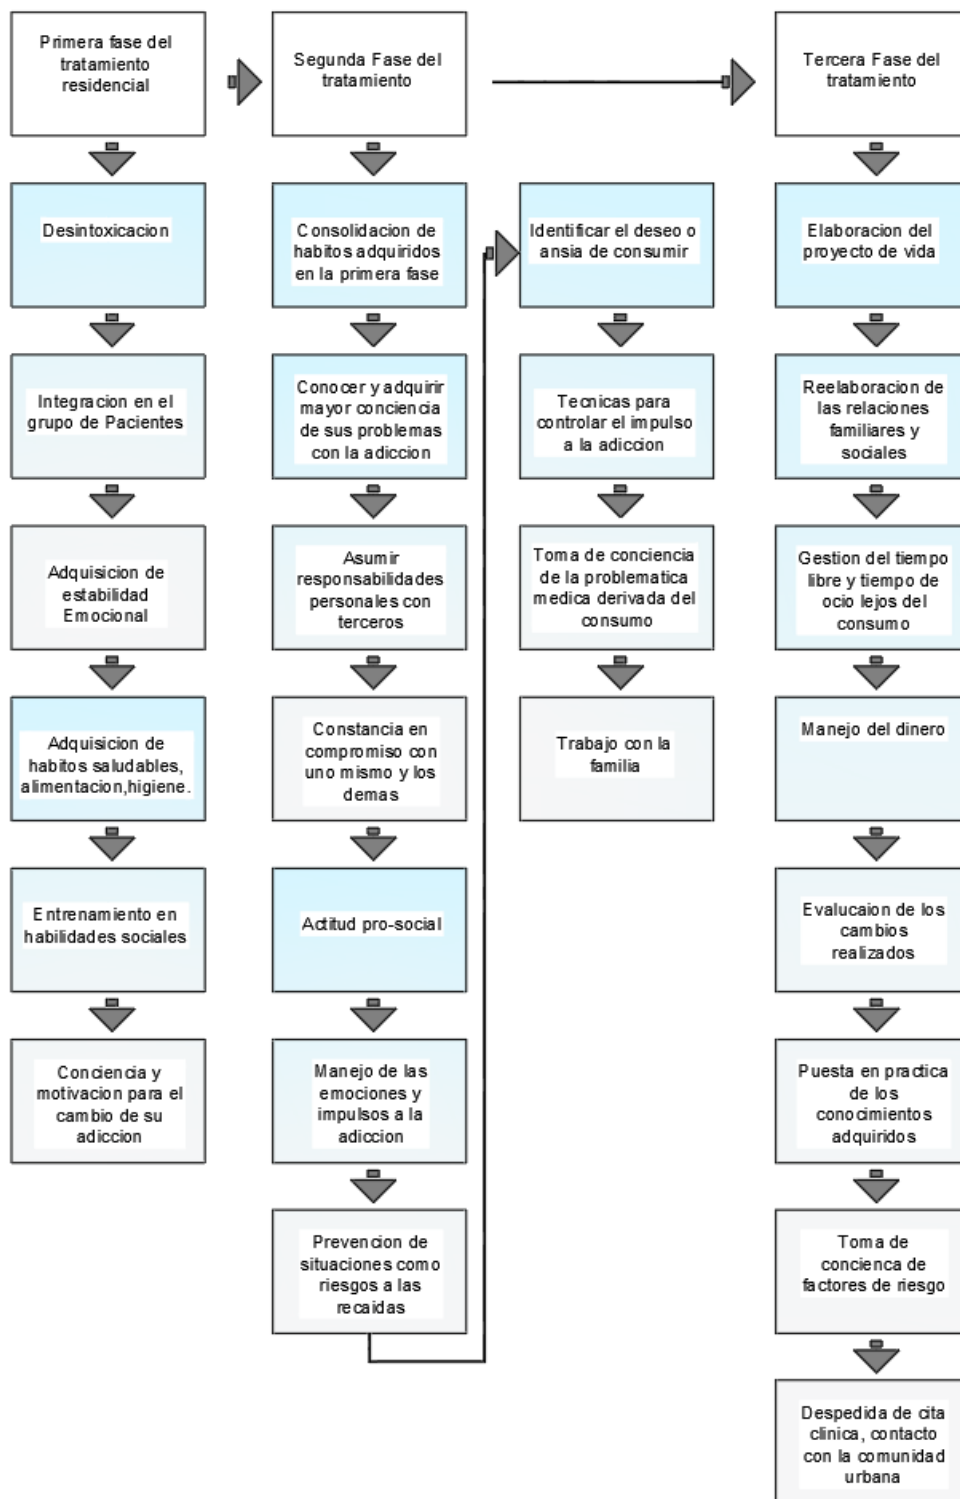 Primera fase del
tratamiento
residencial
Desintoxicacion
Integracion en el
grupo de Pacientes
Adquisicion de
estabilidad
Emocional
Adquisicion de
habitos saludables,
alimentacion,higiene.
Entrenamiento en
habilidades sociales
Conciencia y
motivacion para el
cambio de su
adiccion
Segunda Fase del
tratamiento
Consolidacion de
habitos adquiridos
en la primera fase
Conocer y adquirir
mayor conciencia
de sus problemas
con la adiccion
Asumir
responsabilidades
personales con
terceros
Constancia en
compromiso con
uno mismo y los
demas
Actitud pro-social
Manejo de las
emociones y
impulsos a la
adiccion
Prevencion de
situaciones como
riesgos a las
recaidas
Identificar el deseo o
ansia de consumir
Tecnicas para
controlar el impulso
a la adiccion
Toma de conciencia
de la problematica
medica derivada del
consumo
Trabajo con la
familia
Tercera Fase del
tratamiento
Elaboracion del
proyecto de vida
Reelaboracion de
las relaciones
familiares y
sociales
Gestion del tiempo
libre y tiempo de
ocio lejos del
consumo
Manejo del dinero
Evalucaion de los
cambios
realizados
Puesta en practica
de los
conocimientos
adquiridos
Toma de
concienca de
factores de riesgo
Despedida de cita
clinica, contacto
con la comunidad
urbana